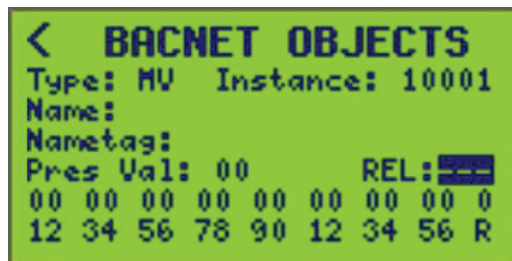 < BACNET OBJECTS
Type: MV Instance: 10001
Name:
Nametag:
Pres Val: 00 REL:--
00 00 00 00 00 00 00 00 0
12 34 56 78 90 12 34 56 R